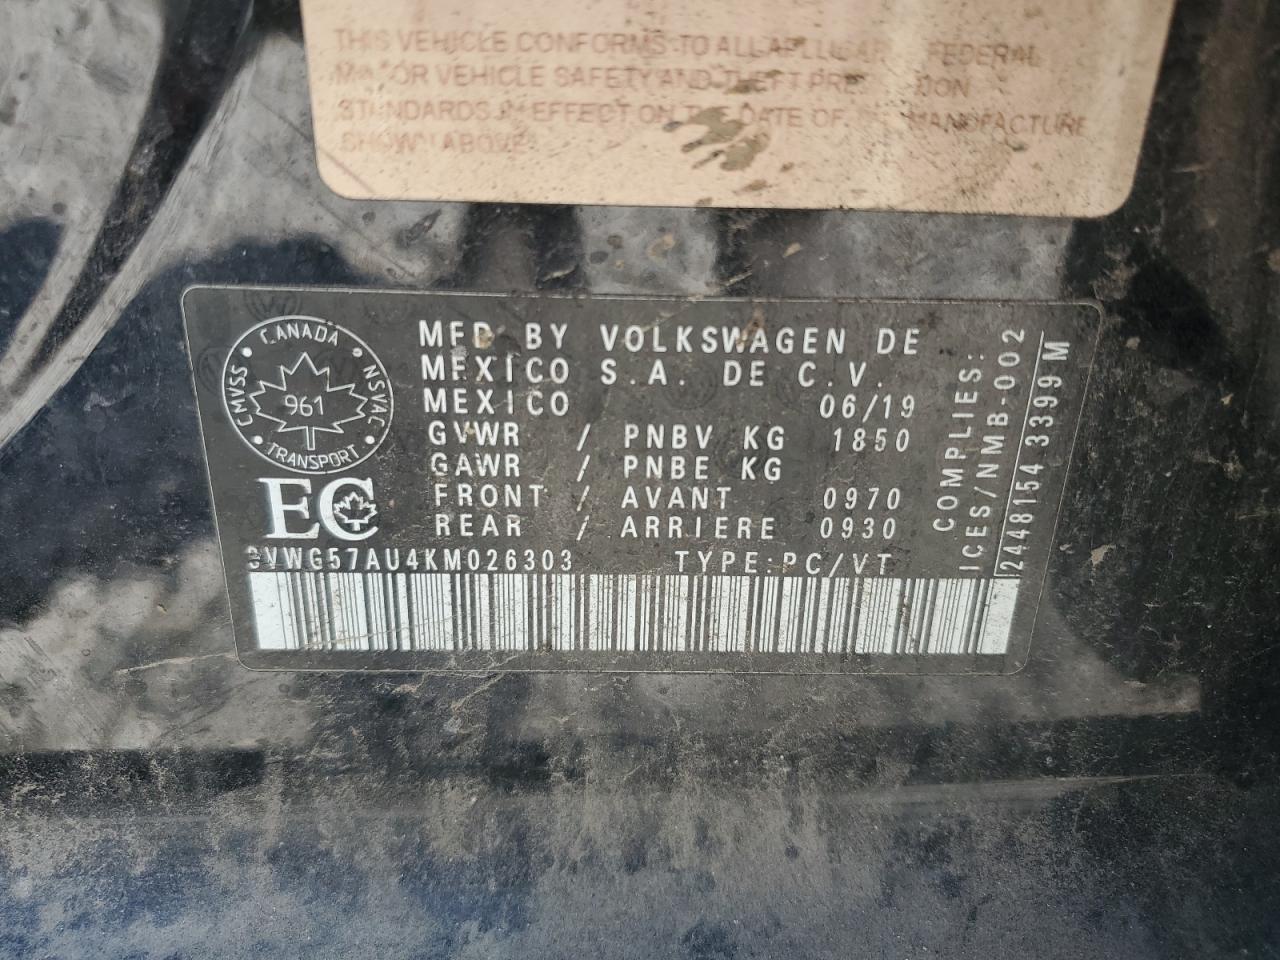 THIS VEHICLE CONFORMS TO ALL APPLICABLE FEDERAL
MOTOR VEHICLE SAFETY AND THEFT PREVENTION
STANDARDS IN EFFECT ON THE DATE OF MANUFACTURE
SHOWN ABOVE
CANADA
CMVSS
NSVAC
961
TRANSPORT
EC
MFD BY VOLKSWAGEN DE
MEXICO S.A. DE C.V.
MEXICO 06/19
GVWR / PNBV KG 1850
GAWR / PNBE KG
FRONT / AVANT 0970
REAR / ARRIERE 0930
3VWG57AU4KM026303 TYPE:PC/VT
COMPLIES:
ICES/NMB-002
2448154 3399 M